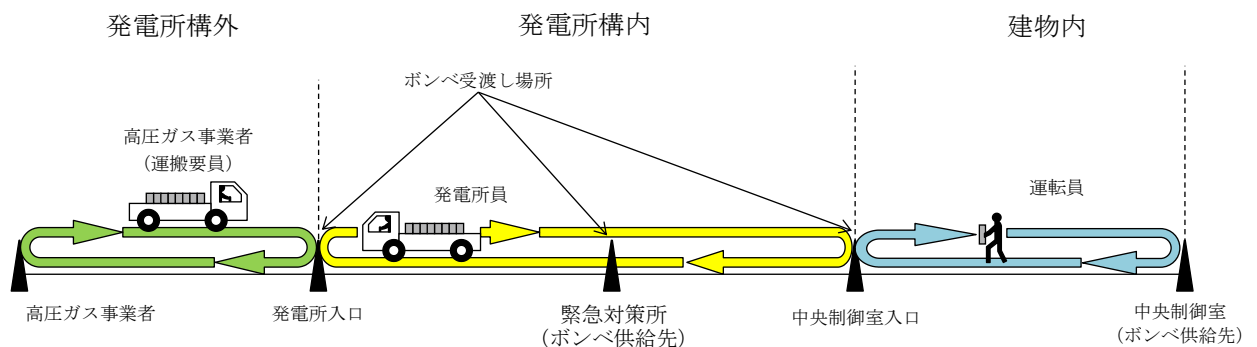 発電所構外
発電所構内
建物内
ボンベ受渡し場所
高圧ガス事業者
（運搬要員）
発電所員
運転員
高圧ガス事業者
発電所入口
緊急対策所
（ボンベ供給先）
中央制御室入口
中央制御室
（ボンベ供給先）